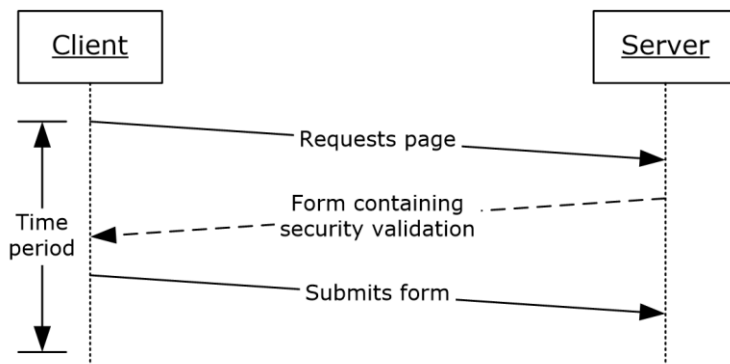 Client
Server
Requests page
Form containing
security validation
Time
period
Submits form